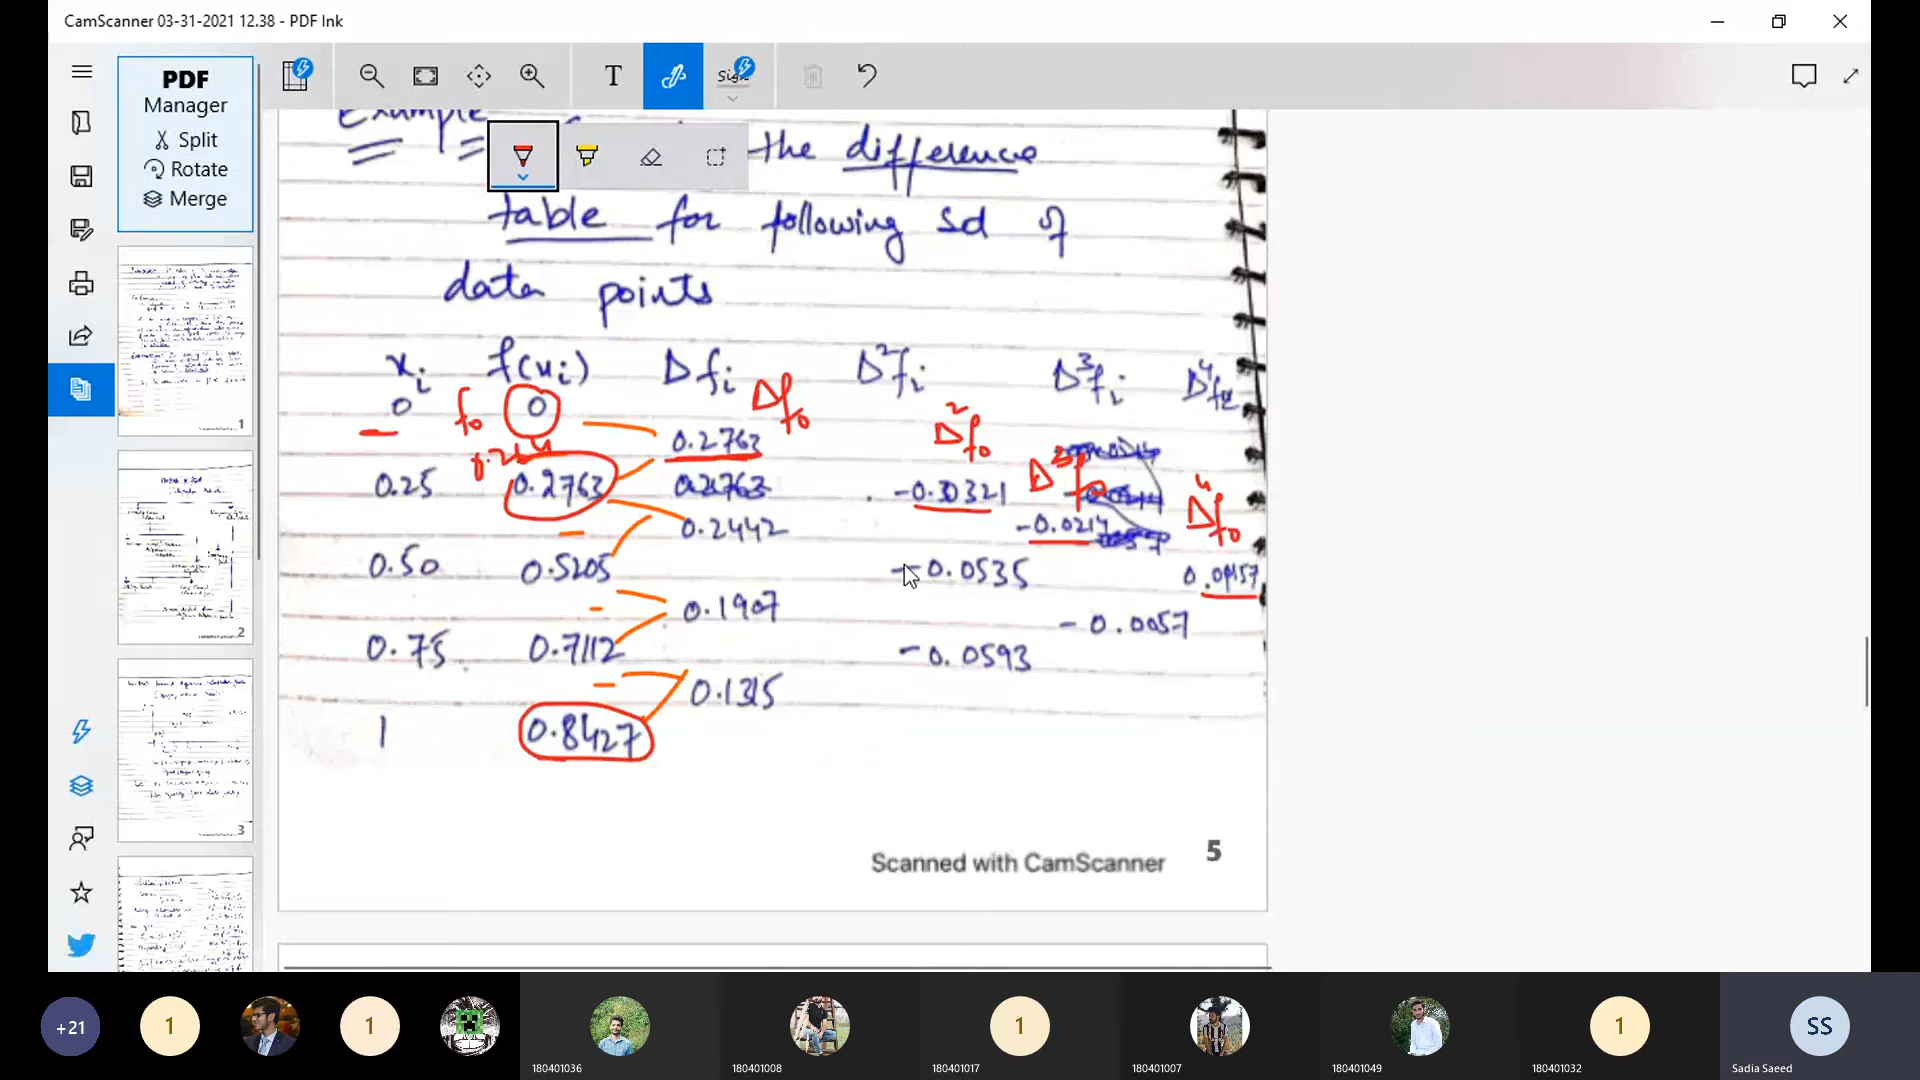 CamScanner 03-31-2021 12.38 - PDF Ink
PDF
Manager
Split
Rotate
Merge
T
Sign
1
2
3
Example
the difference
table for following set of
data points
xi f(xi) Δfi Δ²fi Δ³fi Δ⁴fi
0 f0 0 Δf0
0.2763 Δ²f0
0.25 0.2763 -0.0321 Δ³f0 Δ⁴f0
0.2442 -0.0214
0.50 0.5205 -0.0535 0.0157
0.1907 -0.0057
0.75 0.7112 -0.0593
0.1315
1 0.8427
Scanned with CamScanner 5
+21 1 1 1 1 SS
180401036 180401008 180401017 180401007 180401049 180401032 Sadia Saeed